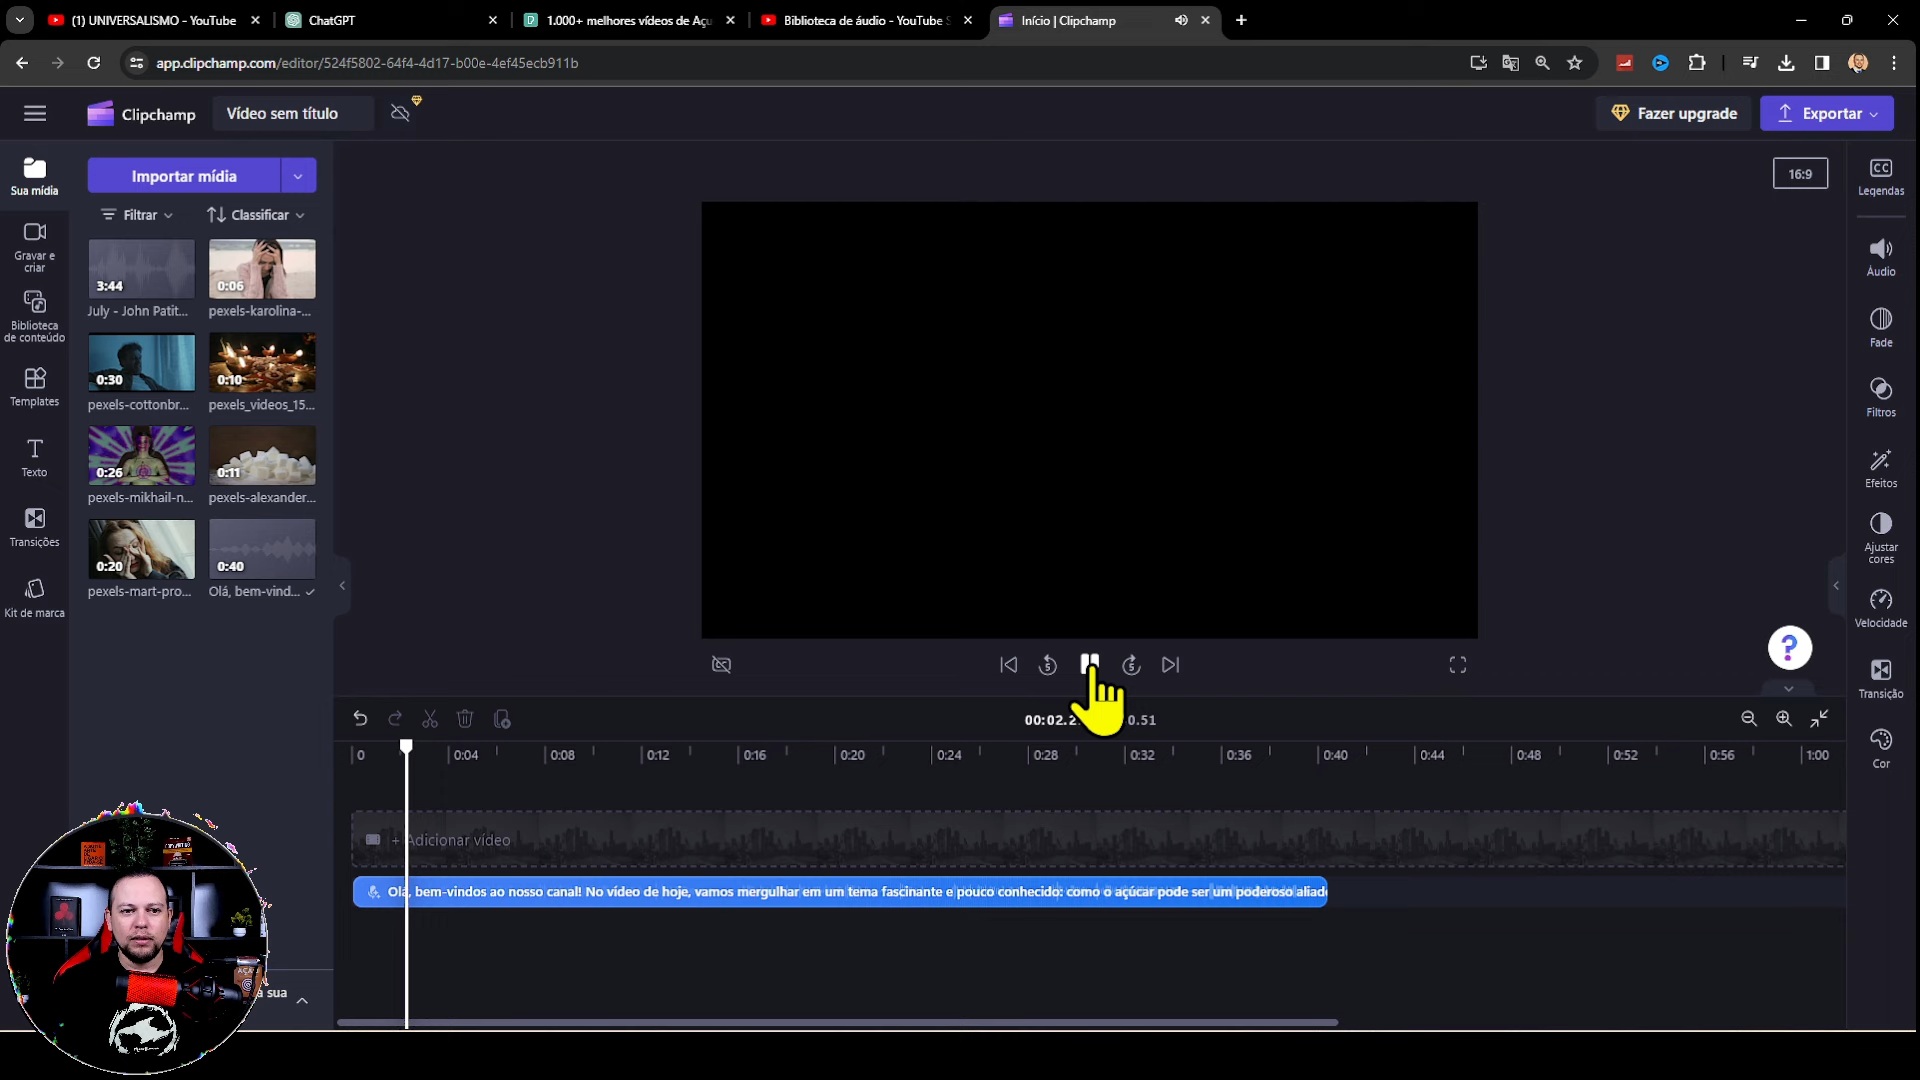 (1) UNIVERSALISMO - YouTube
ChatGPT
1.000+ melhores vídeos de Açu
Biblioteca de áudio - YouTube S
Início | Clipchamp
app.clipchamp.com/editor/524f5802-64f4-4d17-b00e-4ef45ecb911b
Clipchamp
Vídeo sem título
Fazer upgrade
Exportar
Sua mídia
Importar mídia
16:9
Legendas
Filtrar
Classificar
Gravar e
criar
3:44
0:06
July - John Patit...
pexels-karolina-...
Áudio
Biblioteca
de conteúdo
Fade
0:30
0:10
pexels-cottonbr...
pexels_videos_15...
Templates
Filtros
Texto
0:26
0:11
pexels-mikhail-n...
pexels-alexander...
Efeitos
Transições
0:20
0:40
pexels-mart-pro...
Olá, bem-vind...
Ajustar
cores
Kit de marca
Velocidade
5
5
?
Transição
00:02.2
0.51
0
0:04
0:08
0:12
0:16
0:20
0:24
0:28
0:32
0:36
0:40
0:44
0:48
0:52
0:56
1:00
Cor
+ Adicionar vídeo
Olá, bem-vindos ao nosso canal! No vídeo de hoje, vamos mergulhar em um tema fascinante e pouco conhecido: como o açúcar pode ser um poderoso aliado
a sua